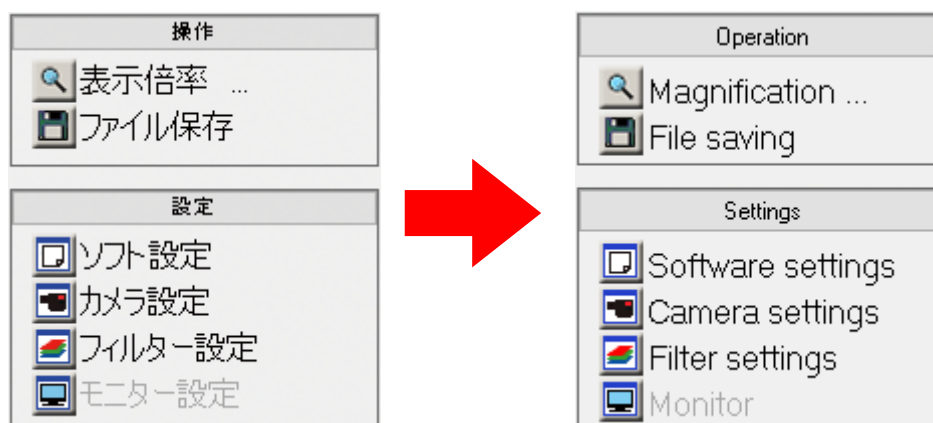 操作
表示倍率 ...
ファイル保存
設定
ソフト設定
カメラ設定
フィルター設定
モニター設定
Operation
Magnification ...
File saving
Settings
Software settings
Camera settings
Filter settings
Monitor